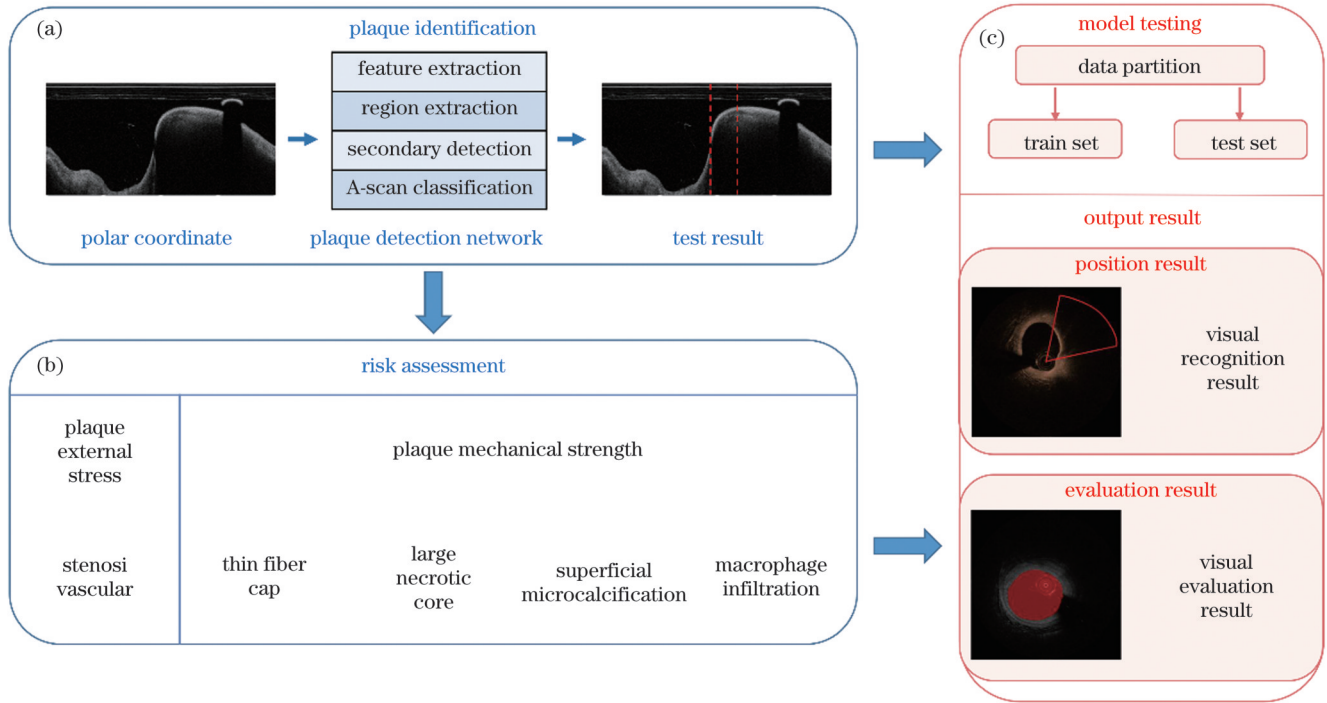 (a)
plaque identification
feature extraction
region extraction
secondary detection
A-scan classification
polar coordinate
plaque detection network
test result
(b)
risk assessment
plaque
external
stress
plaque mechanical strength
stenosi
vascular
thin fiber
cap
large
necrotic
core
superficial
microcalcification
macrophage
infiltration
(c)
model testing
data partition
train set
test set
output result
position result
visual
recognition
result
evaluation result
visual
evaluation
result